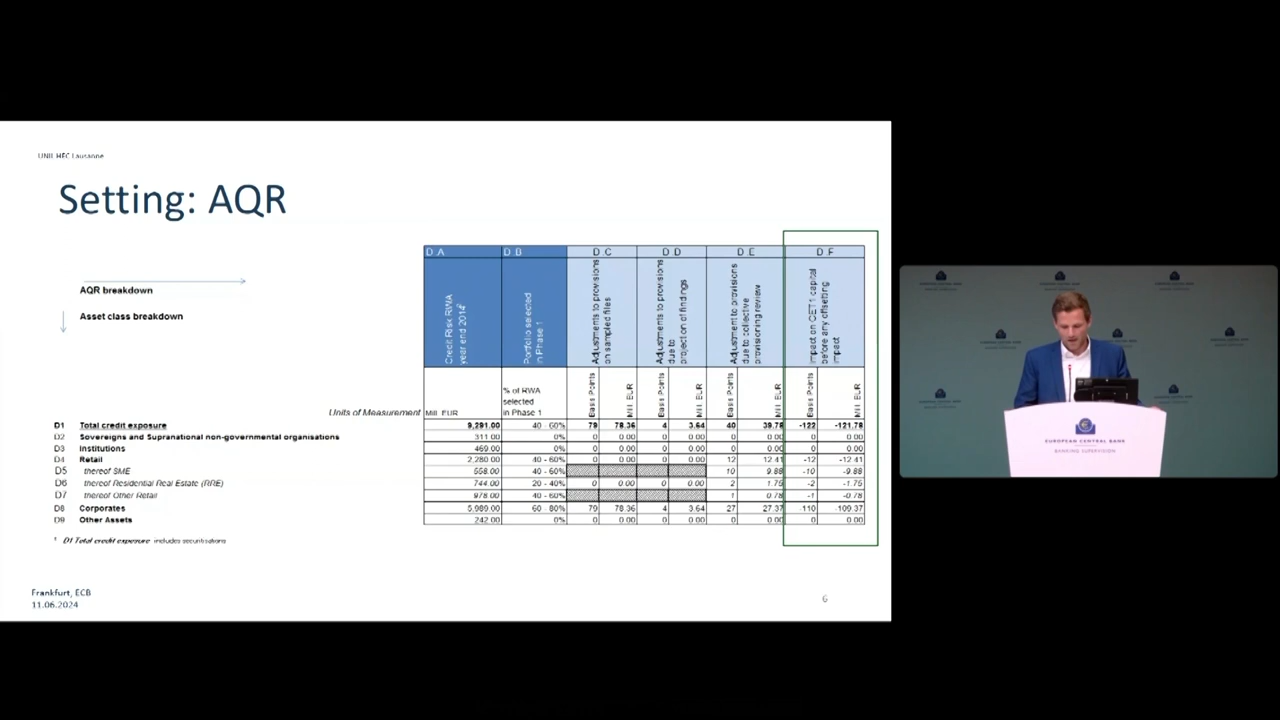 UNIL HEC Lausanne
Setting: AQR
AQR breakdown
Asset class breakdown
D A D B D C D D D E D F
Credit Risk RWA year end 2014²
Portfolio selected in Phase 1
Adjustments to provisions on sampled files
Adjustments to provisions due to projection of findings
Adjustment to provisions due to collective provisioning review
Impact on CET1 capital before any offsetting impact
Units of Measurement Mill. EUR % of RWA selected in Phase 1 Basis Points Mill. EUR Basis Points Mill. EUR Basis Points Mill. EUR Basis Points Mill. EUR
D1 Total credit exposure 9,291.00 40 - 60% 79 78.36 4 3.64 40 39.78 -122 -121.78
D2 Sovereigns and Supranational non-governmental organisations 311.00 0% 0 0.00 0 0.00 0 0.00 0 0.00
D3 Institutions 469.00 0% 0 0.00 0 0.00 0 0.00 0 0.00
D4 Retail 2,280.00 40 - 60% 0 0.00 0 0.00 12 12.41 -12 -12.41
D5 thereof SME 558.00 40 - 60% 10 9.88 -10 -9.88
D6 thereof Residential Real Estate (RRE) 744.00 20 - 40% 0 0.00 0 0.00 2 1.75 -2 -1.75
D7 thereof Other Retail 978.00 40 - 60% 1 0.78 -1 -0.78
D8 Corporates 5,989.00 60 - 80% 79 78.36 4 3.64 27 27.37 -110 -109.37
D9 Other Assets 242.00 0% 0 0.00 0 0.00 0 0.00 0 0.00
D1 Total credit exposure includes securitisations
Frankfurt, ECB
11.06.2024
6
EUROPEAN CENTRAL BANK
BANKING SUPERVISION